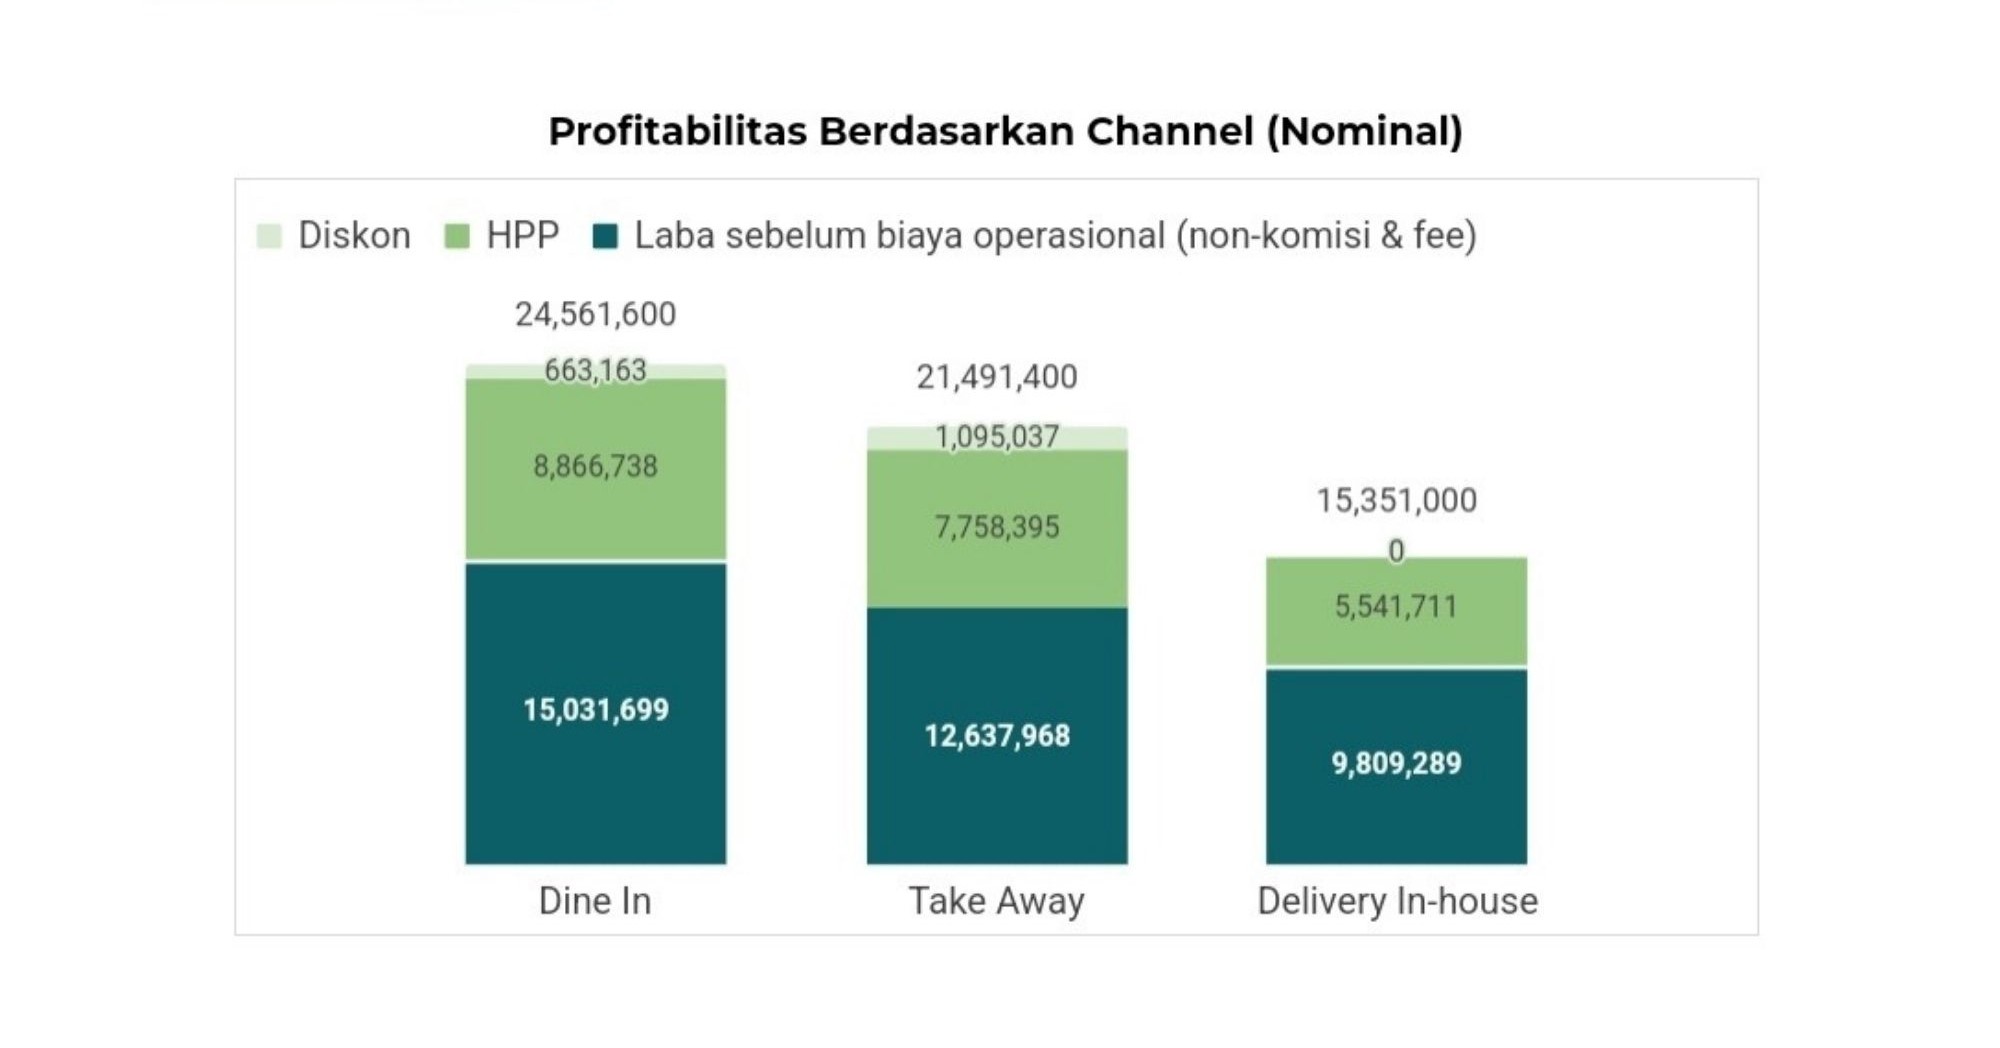 Profitabilitas Berdasarkan Channel (Nominal)
Diskon HPP Laba sebelum biaya operasional (non-komisi & fee)
24,561,600
663,163
8,866,738
15,031,699
Dine In
21,491,400
1,095,037
7,758,395
12,637,968
Take Away
15,351,000
0
5,541,711
9,809,289
Delivery In-house